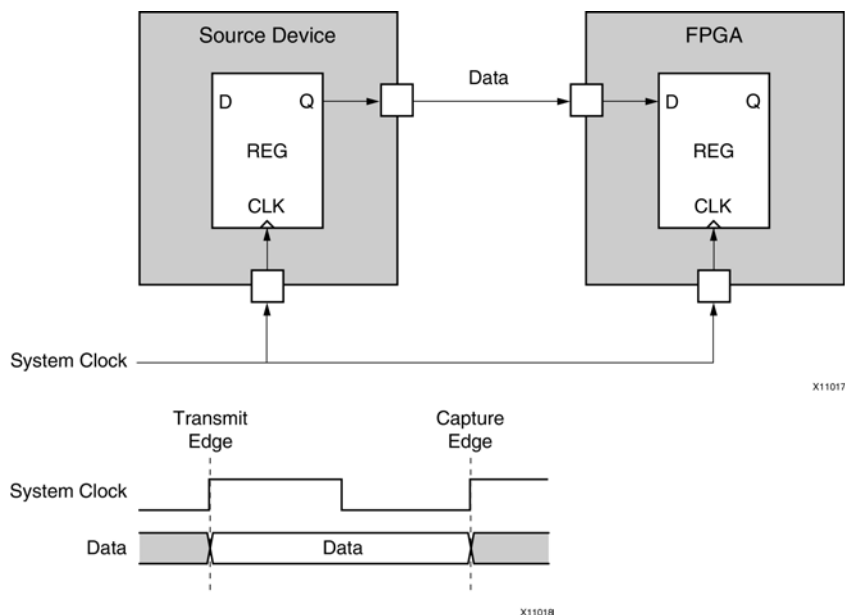 Source Device
FPGA
Data
D Q
D Q
REG
REG
CLK
CLK
System Clock
X11017
Transmit
Edge
Capture
Edge
System Clock
Data
Data
X11018